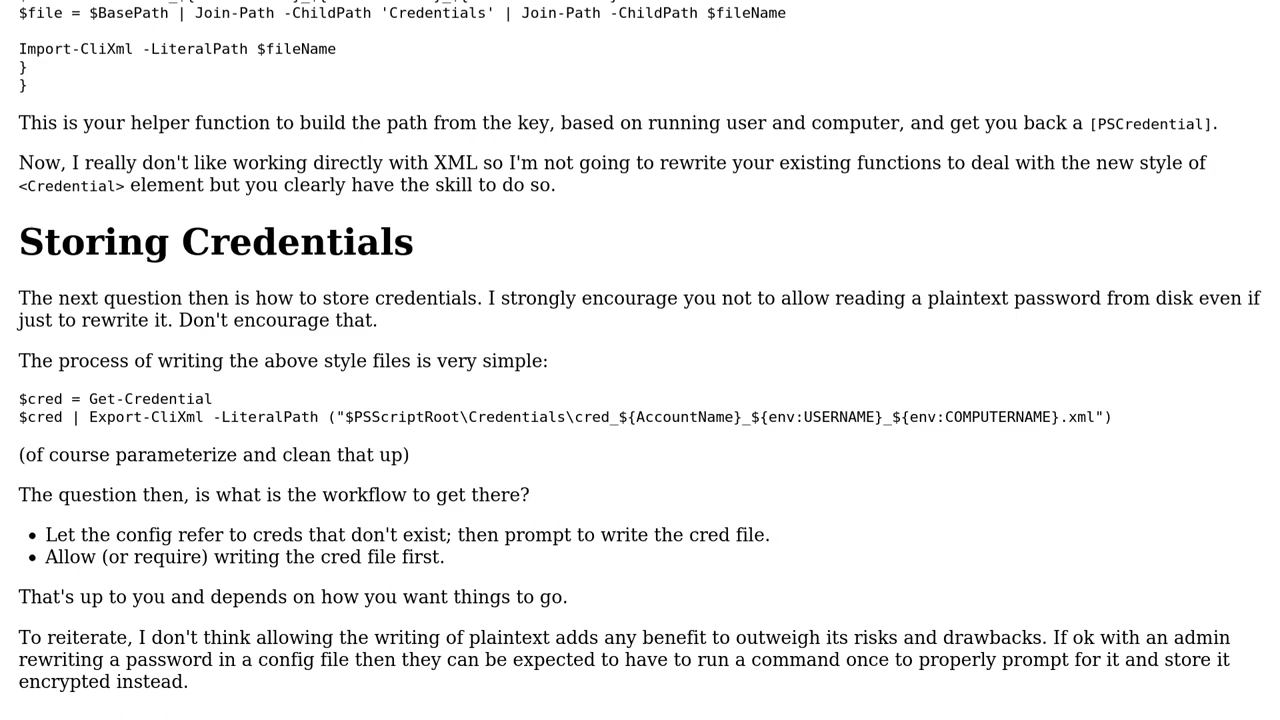 $file = $BasePath | Join-Path -ChildPath 'Credentials' | Join-Path -ChildPath $fileName
Import-CliXml -LiteralPath $fileName
}
}
This is your helper function to build the path from the key, based on running user and computer, and get you back a [PSCredential].
Now, I really don't like working directly with XML so I'm not going to rewrite your existing functions to deal with the new style of
<Credential> element but you clearly have the skill to do so.
Storing Credentials
The next question then is how to store credentials. I strongly encourage you not to allow reading a plaintext password from disk even if
just to rewrite it. Don't encourage that.
The process of writing the above style files is very simple:
$cred = Get-Credential
$cred | Export-CliXml -LiteralPath ("$PSScriptRoot\Credentials\cred_${AccountName}_${env:USERNAME}_${env:COMPUTERNAME}.xml")
(of course parameterize and clean that up)
The question then, is what is the workflow to get there?
• Let the config refer to creds that don't exist; then prompt to write the cred file.
• Allow (or require) writing the cred file first.
That's up to you and depends on how you want things to go.
To reiterate, I don't think allowing the writing of plaintext adds any benefit to outweigh its risks and drawbacks. If ok with an admin
rewriting a password in a config file then they can be expected to have to run a command once to properly prompt for it and store it
encrypted instead.